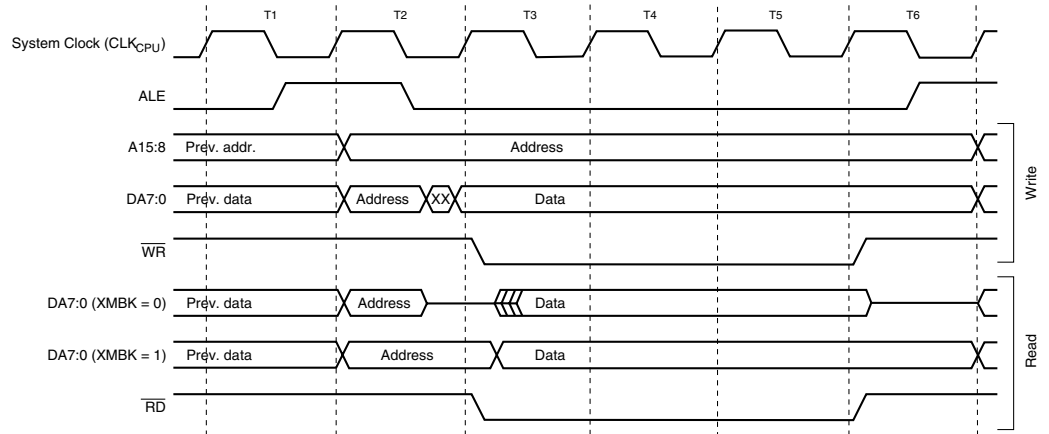 T1 T2 T3 T4 T5 T6
System Clock (CLKCPU)
ALE
A15:8 Prev. addr. Address
DA7:0 Prev. data Address XX Data
WR
Write
DA7:0 (XMBK = 0) Prev. data Address Data
DA7:0 (XMBK = 1) Prev. data Address Data
RD
Read